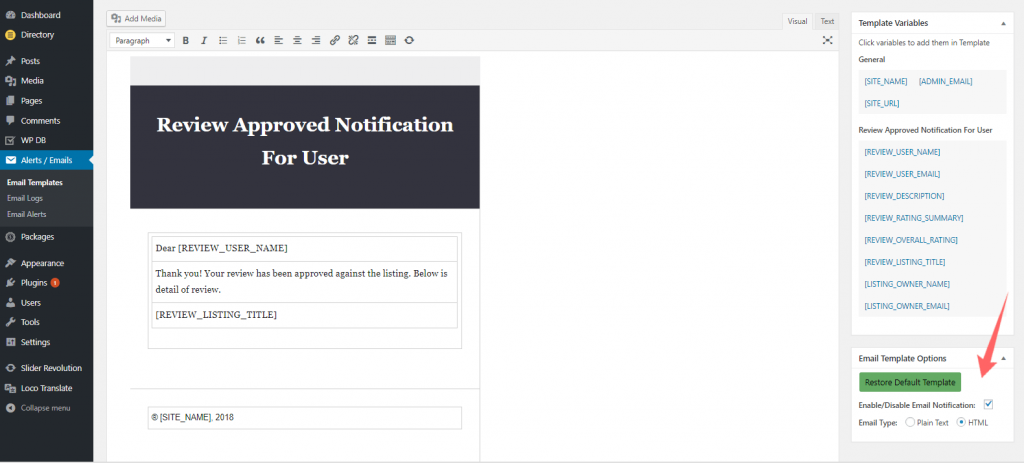 Dashboard
Directory
Posts
Media
Pages
Comments
WP DB
Alerts / Emails
Email Templates
Email Logs
Email Alerts
Packages
Appearance
Plugins 1
Users
Tools
Settings
Slider Revolution
Loco Translate
Collapse menu
Add Media
Visual Text
Paragraph
Review Approved Notification
For User
Dear [REVIEW_USER_NAME]
Thank you! Your review has been approved against the listing. Below is
detail of review.
[REVIEW_LISTING_TITLE]
© [SITE_NAME], 2018
Template Variables
Click variables to add them in Template
General
[SITE_NAME] [ADMIN_EMAIL]
[SITE_URL]
Review Approved Notification For User
[REVIEW_USER_NAME]
[REVIEW_USER_EMAIL]
[REVIEW_DESCRIPTION]
[REVIEW_RATING_SUMMARY]
[REVIEW_OVERALL_RATING]
[REVIEW_LISTING_TITLE]
[LISTING_OWNER_NAME]
[LISTING_OWNER_EMAIL]
Email Template Options
Restore Default Template
Enable/Disable Email Notification:
Email Type: Plain Text HTML